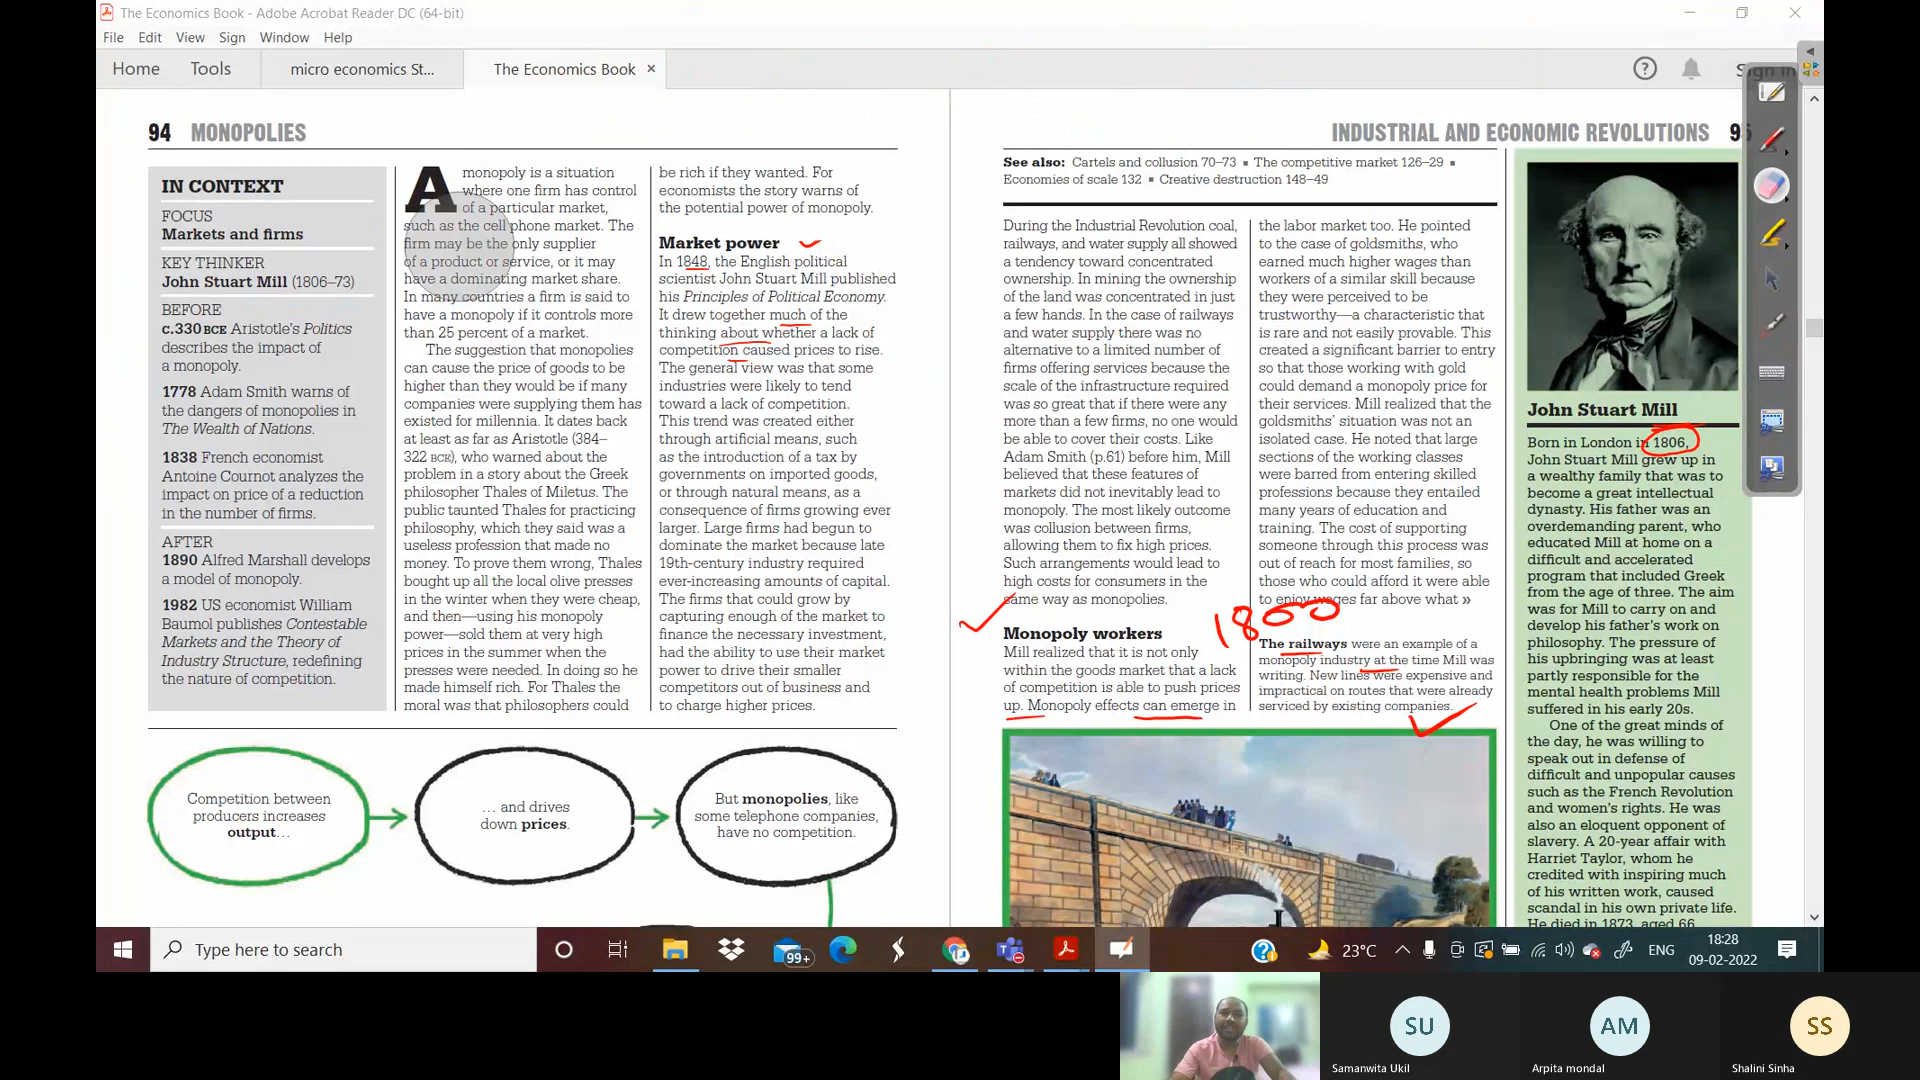 The Economics Book - Adobe Acrobat Reader DC (64-bit)
File Edit View Sign Window Help
Home Tools micro economics St... The Economics Book ×
94 MONOPOLIES
IN CONTEXT
FOCUS
Markets and firms
KEY THINKER
John Stuart Mill (1806–73)
BEFORE
c.330 BCE Aristotle's Politics
describes the impact of
a monopoly.
1778 Adam Smith warns of
the dangers of monopolies in
The Wealth of Nations.
1838 French economist
Antoine Cournot analyzes the
impact on price of a reduction
in the number of firms.
AFTER
1890 Alfred Marshall develops
a model of monopoly.
1982 US economist William
Baumol publishes Contestable
Markets and the Theory of
Industry Structure, redefining
the nature of competition.
A monopoly is a situation
where one firm has control
of a particular market,
such as the cell phone market. The
firm may be the only supplier
of a product or service, or it may
have a dominating market share.
In many countries a firm is said to
have a monopoly if it controls more
than 25 percent of a market.
The suggestion that monopolies
can cause the price of goods to be
higher than they would be if many
companies were supplying them has
existed for millennia. It dates back
at least as far as Aristotle (384–
322 BCE), who warned about the
problem in a story about the Greek
philosopher Thales of Miletus. The
public taunted Thales for practicing
philosophy, which they said was a
useless profession that made no
money. To prove them wrong, Thales
bought up all the local olive presses
in the winter when they were cheap,
and then—using his monopoly
power—sold them at very high
prices in the summer when the
presses were needed. In doing so he
made himself rich. For Thales the
moral was that philosophers could
be rich if they wanted. For
economists the story warns of
the potential power of monopoly.
Market power
In 1848, the English political
scientist John Stuart Mill published
his Principles of Political Economy.
It drew together much of the
thinking about whether a lack of
competition caused prices to rise.
The general view was that some
industries were likely to tend
toward a lack of competition.
This trend was created either
through artificial means, such
as the introduction of a tax by
governments on imported goods,
or through natural means, as a
consequence of firms growing ever
larger. Large firms had begun to
dominate the market because late
19th-century industry required
ever-increasing amounts of capital.
The firms that could grow by
capturing enough of the market to
finance the necessary investment,
had the ability to use their market
power to drive their smaller
competitors out of business and
to charge higher prices.
Competition between
producers increases
output…
… and drives
down prices.
But monopolies, like
some telephone companies,
have no competition.
INDUSTRIAL AND ECONOMIC REVOLUTIONS
See also: Cartels and collusion 70–73 ▪ The competitive market 126–29 ▪
Economies of scale 132 ▪ Creative destruction 148–49
During the Industrial Revolution coal,
railways, and water supply all showed
a tendency toward concentrated
ownership. In mining the ownership
of the land was concentrated in just
a few hands. In the case of railways
and water supply there was no
alternative to a limited number of
firms offering services because the
scale of the infrastructure required
was so great that if there were any
more than a few firms, no one would
be able to cover their costs. Like
Adam Smith (p.61) before him, Mill
believed that these features of
markets did not inevitably lead to
monopoly. The most likely outcome
was collusion between firms,
allowing them to fix high prices.
Such arrangements would lead to
high costs for consumers in the
same way as monopolies.
Monopoly workers
Mill realized that it is not only
within the goods market that a lack
of competition is able to push prices
up. Monopoly effects can emerge in
the labor market too. He pointed
to the case of goldsmiths, who
earned much higher wages than
workers of a similar skill because
they were perceived to be
trustworthy—a characteristic that
is rare and not easily provable. This
created a significant barrier to entry
so that those working with gold
could demand a monopoly price for
their services. Mill realized that the
goldsmiths' situation was not an
isolated case. He noted that large
sections of the working classes
were barred from entering skilled
professions because they entailed
many years of education and
training. The cost of supporting
someone through this process was
out of reach for most families, so
those who could afford it were able
to enjoy wages far above what »
1800
The railways were an example of a
monopoly industry at the time Mill was
writing. New lines were expensive and
impractical on routes that were already
serviced by existing companies.
John Stuart Mill
Born in London in 1806,
John Stuart Mill grew up in
a wealthy family that was to
become a great intellectual
dynasty. His father was an
overdemanding parent, who
educated Mill at home on a
difficult and accelerated
program that included Greek
from the age of three. The aim
was for Mill to carry on and
develop his father's work on
philosophy. The pressure of
his upbringing was at least
partly responsible for the
mental health problems Mill
suffered in his early 20s.
One of the great minds of
the day, he was willing to
speak out in defense of
difficult and unpopular causes
such as the French Revolution
and women's rights. He was
also an eloquent opponent of
slavery. A 20-year affair with
Harriet Taylor, whom he
credited with inspiring much
of his written work, caused
scandal in his own private life.
He died in 1873, aged 66.
Type here to search
99+
23°C
ENG
18:28
09-02-2022
SU
AM
SS
Samanwita Ukil
Arpita mondal
Shalini Sinha